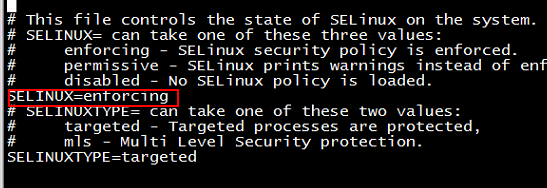 # This file controls the state of SELinux on the system.
# SELINUX= can take one of these three values:
#     enforcing - SELinux security policy is enforced.
#     permissive - SELinux prints warnings instead of enf
#     disabled - No SELinux policy is loaded.
SELINUX=enforcing
# SELINUXTYPE= can take one of these two values:
#     targeted - Targeted processes are protected,
#     mls - Multi Level Security protection.
SELINUXTYPE=targeted